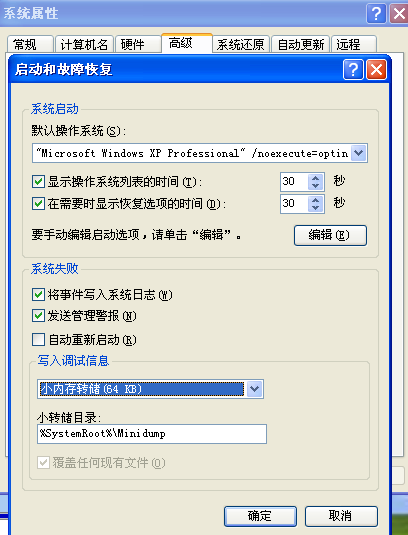 系统属性
常规 计算机名 硬件 高级 系统还原 自动更新 远程
启动和故障恢复
系统启动
默认操作系统(S):
"Microsoft Windows XP Professional" /noexecute=optin
显示操作系统列表的时间(T): 30 秒
在需要时显示恢复选项的时间(D): 30 秒
要手动编辑启动选项，请单击“编辑”。 编辑(E)
系统失败
将事件写入系统日志(W)
发送管理警报(N)
自动重新启动(R)
写入调试信息
小内存转储(64 KB)
小转储目录:
%SystemRoot%\Minidump
覆盖任何现有文件(O)
确定 取消